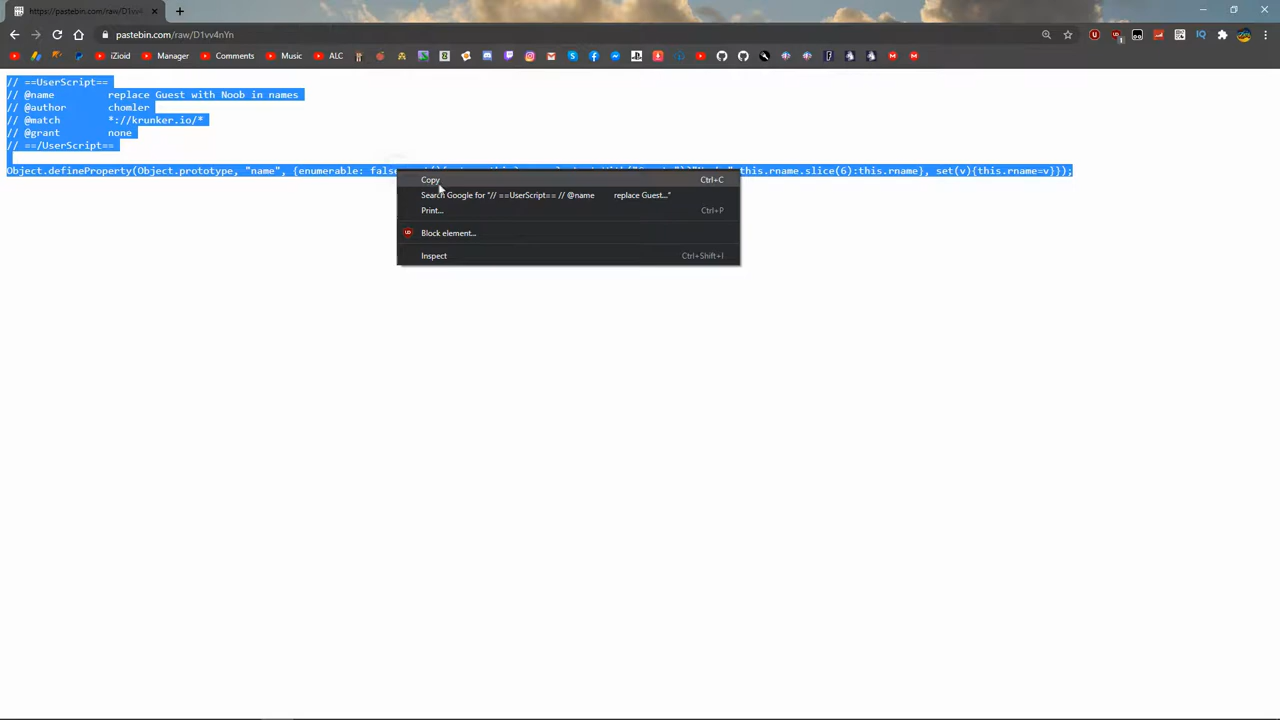 https://pastebin.com/raw/D1vv4
pastebin.com/raw/D1vv4nYn
iZioid Manager Comments Music ALC
// ==UserScript==
// @name replace Guest with Noob in names
// @author chomler
// @match *://krunker.io/*
// @grant none
// ==/UserScript==
Object.defineProperty(Object.prototype, "name", {enumerable: false this.rname.slice(6):this.rname}, set(v){this.rname=v}});
Copy Ctrl+C
Search Google for "// ==UserScript== // @name replace Guest..."
Print... Ctrl+P
Block element...
Inspect Ctrl+Shift+I